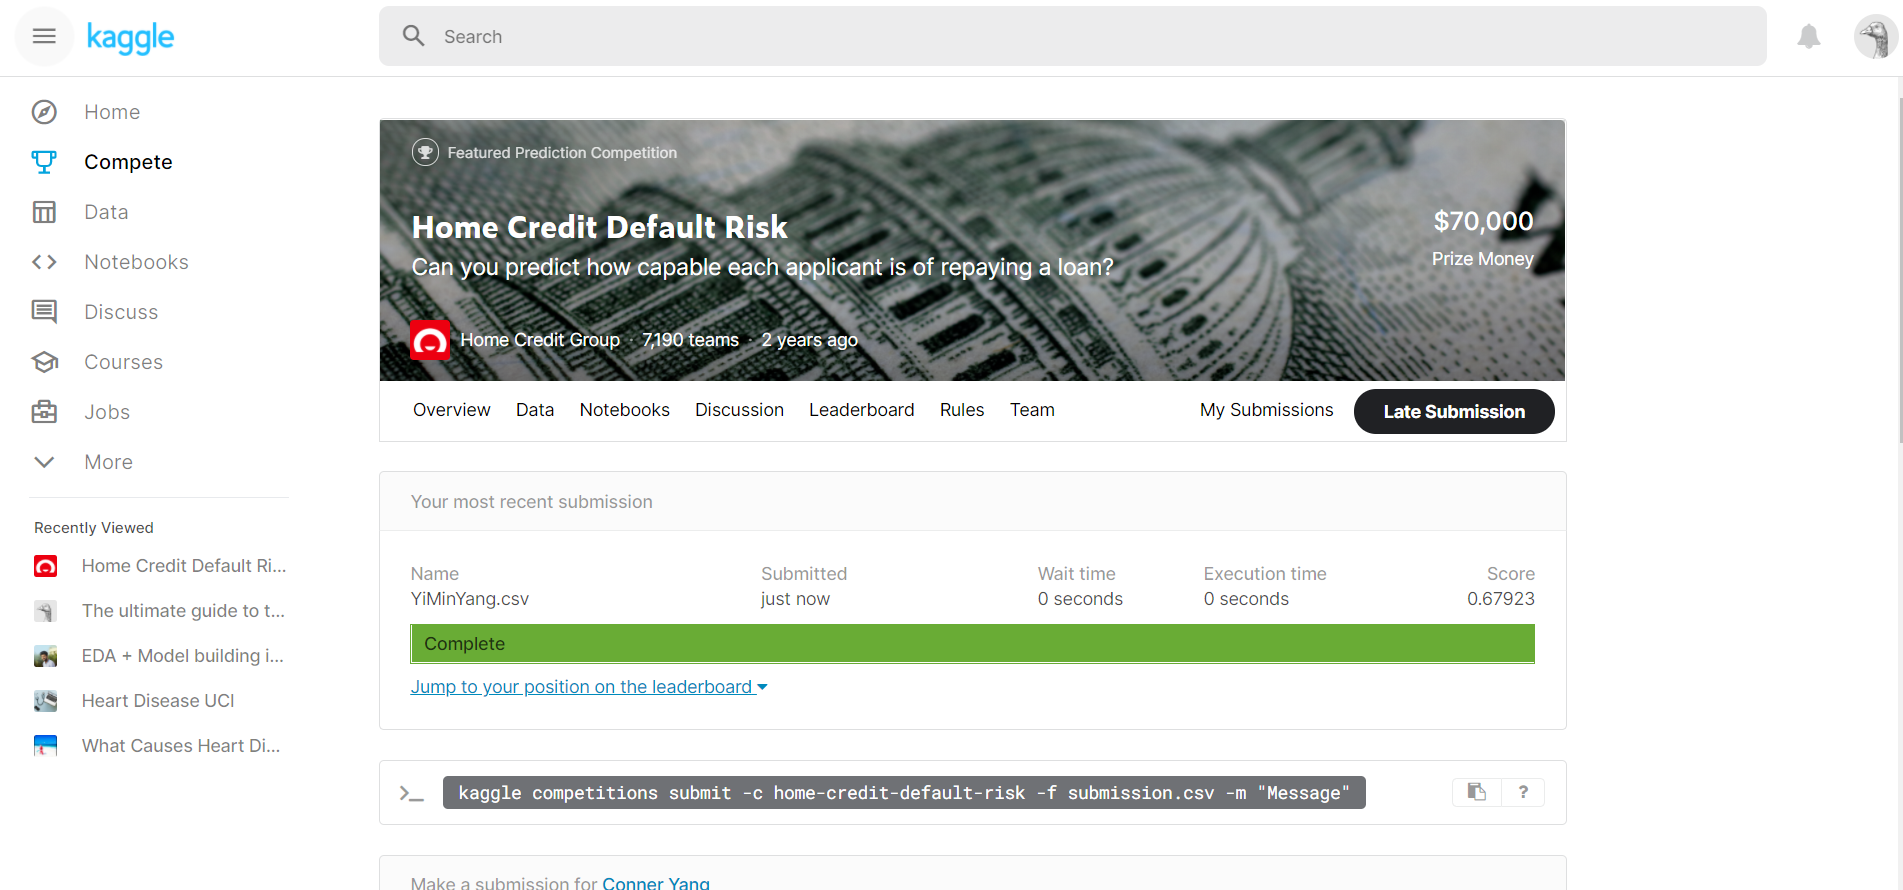 kaggle
Search
Home
Compete
Data
Notebooks
Discuss
Courses
Jobs
More
Recently Viewed
Home Credit Default Ri...
The ultimate guide to t...
EDA + Model building i...
Heart Disease UCI
What Causes Heart Di...
Featured Prediction Competition
Home Credit Default Risk
Can you predict how capable each applicant is of repaying a loan?
$70,000
Prize Money
Home Credit Group · 7,190 teams · 2 years ago
Overview Data Notebooks Discussion Leaderboard Rules Team My Submissions Late Submission
Your most recent submission
Name Submitted Wait time Execution time Score
YiMinYang.csv just now 0 seconds 0 seconds 0.67923
Complete
Jump to your position on the leaderboard
>_ kaggle competitions submit -c home-credit-default-risk -f submission.csv -m "Message" ?
Make a submission for Conner Yang